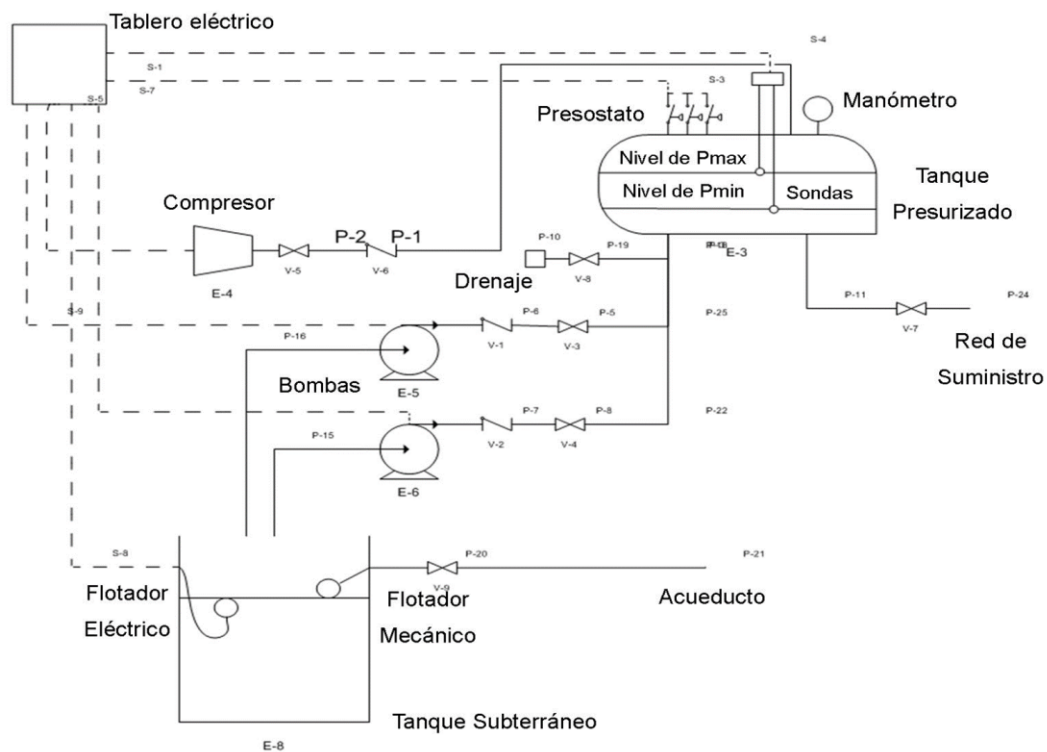 Tablero eléctrico
S-4
S-1
S-7
S-3
S-5
Presostato
Manómetro
Nivel de Pmax
Nivel de Pmin
Sondas
Tanque
Presurizado
Compresor
P-2
P-1
P-10
P-19
E-3
V-5
V-6
V-8
E-4
Drenaje
P-11
P-24
S-9
P-6
P-5
P-25
V-7
P-16
V-1
V-3
Red de
Suministro
Bombas
E-5
P-7
P-8
P-22
P-15
V-2
V-4
E-6
S-8
P-20
P-21
V-9
Flotador
Eléctrico
Flotador
Mecánico
Acueducto
Tanque Subterráneo
E-8